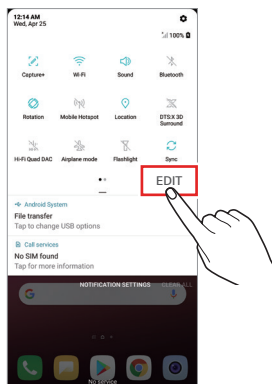 12:14 AM
Wed, Apr 25
100%
Capture+ Wi-Fi Sound Bluetooth
Rotation Mobile Hotspot Location DTS:X 3D
Surround
Hi-Fi Quad DAC Airplane mode Flashlight Sync
EDIT
Android System
File transfer
Tap to change USB options
Call services
No SIM found
Tap for more information
NOTIFICATION SETTINGS CLEAR ALL
G
No service